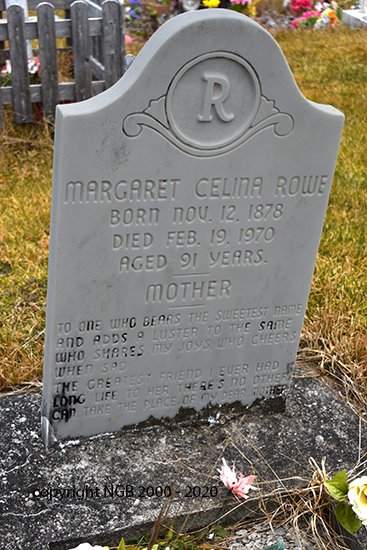 R
MARGARET CELINA ROWE
BORN NOV. 12, 1878
DIED FEB. 19, 1970
AGED 91 YEARS.
MOTHER
TO ONE WHO BEARS THE SWEETEST NAME
AND ADDS A LUSTER TO THE SAME
WHO SHARES MY JOYS WHO CHEERS
WHEN SAD
THE GREATEST FRIEND I EVER HAD
LONG LIFE TO HER THERE'S NO OTHER
CAN TAKE THE PLACE OF MY DEAR MOTHER
copyright NGB 2000 - 2020